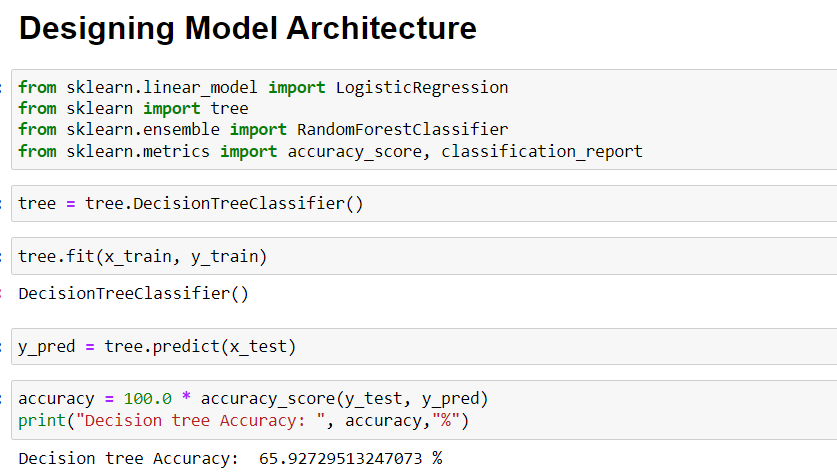 Designing Model Architecture
from sklearn.linear_model import LogisticRegression
from sklearn import tree
from sklearn.ensemble import RandomForestClassifier
from sklearn.metrics import accuracy_score, classification_report
tree = tree.DecisionTreeClassifier()
tree.fit(x_train, y_train)
DecisionTreeClassifier()
y_pred = tree.predict(x_test)
accuracy = 100.0 * accuracy_score(y_test, y_pred)
print("Decision tree Accuracy: ", accuracy,"%")
Decision tree Accuracy:  65.92729513247073 %